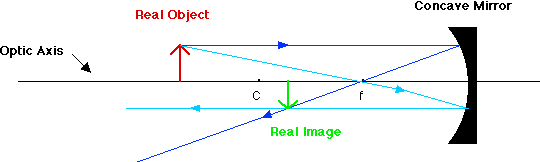 Real Object
Concave Mirror
Optic Axis
C
f
Real Image